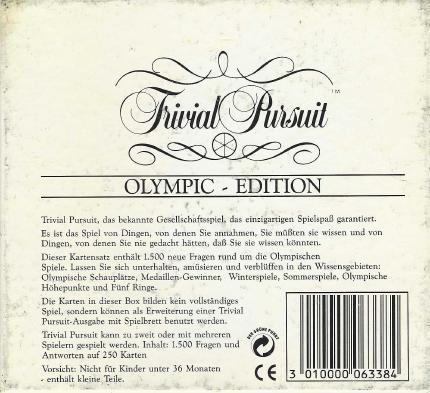 Trivial Pursuit ™
OLYMPIC - EDITION
Trivial Pursuit, das bekannte Gesellschaftsspiel, das einzigartigen Spielspaß garantiert.
Es ist das Spiel von Dingen, von denen Sie annahmen, Sie müßten sie wissen und von
Dingen, von denen Sie nie gedacht hätten, daß Sie sie wissen könnten.
Dieser Kartensatz enthält 1.500 neue Fragen rund um die Olympischen
Spiele. Lassen Sie sich unterhalten, amüsieren und verblüffen in den Wissensgebieten:
Olympische Schauplätze, Medaillen-Gewinner, Winterspiele, Sommerspiele, Olympische
Höhepunkte und Fünf Ringe.
Die Karten in dieser Box bilden kein vollständiges
Spiel, sondern können als Erweiterung einer Trivial
Pursuit-Ausgabe mit Spielbrett benutzt werden.
Trivial Pursuit kann zu zweit oder mit mehreren
Spielern gespielt werden. Inhalt: 1.500 Fragen und
Antworten auf 250 Karten
Vorsicht: Nicht für Kinder unter 36 Monaten
- enthält kleine Teile.
DER GRÜNE PUNKT
CE
3 010000 063384